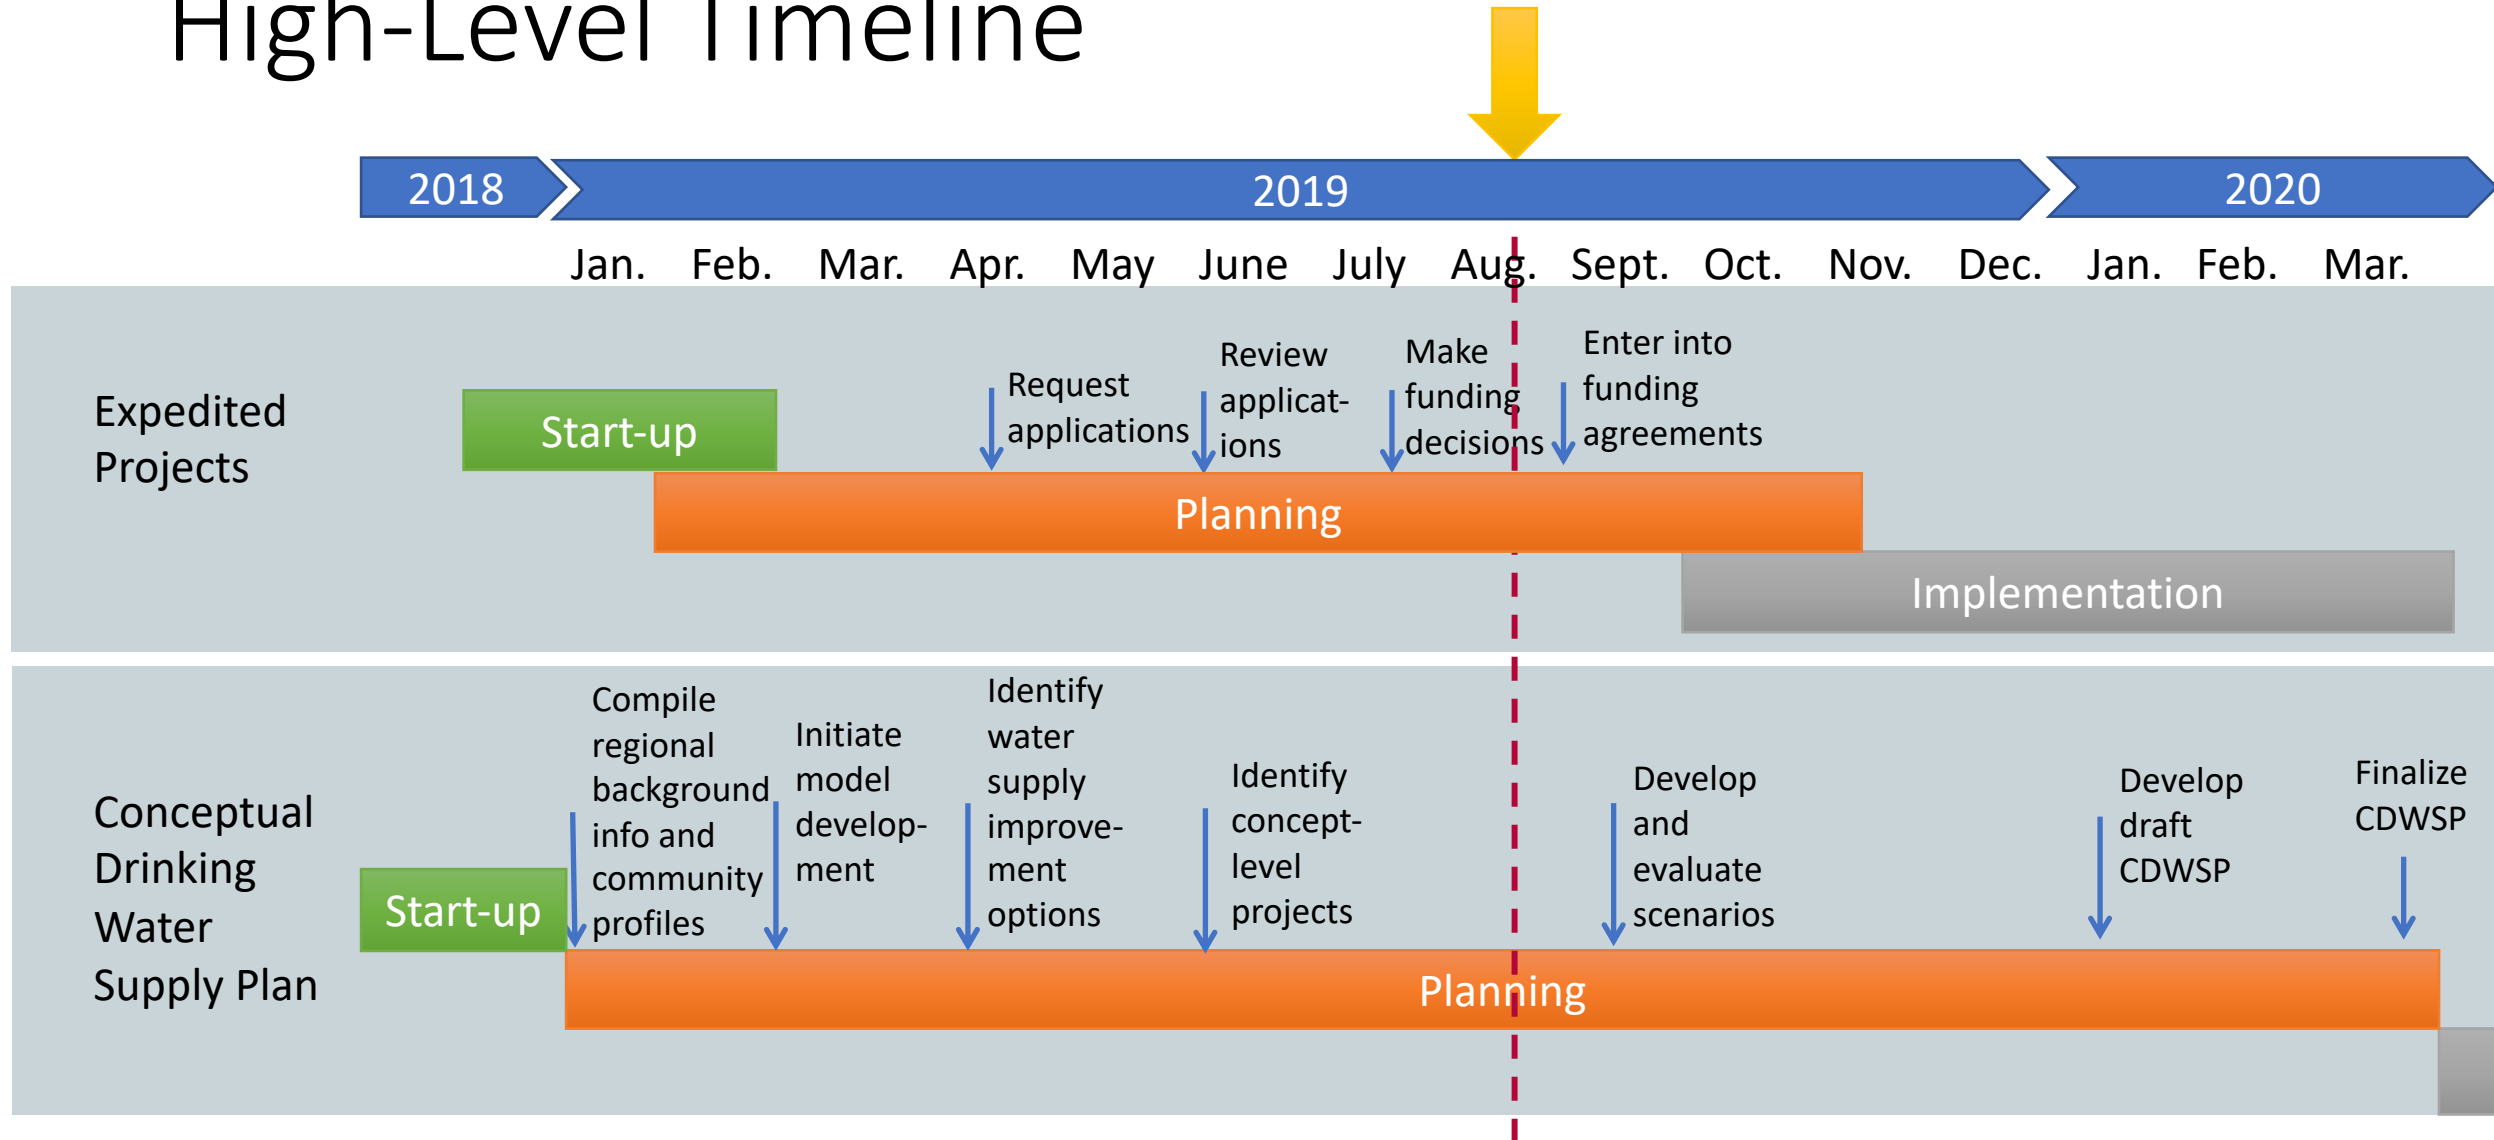 High-Level Timeline
2018
2019
2020
Jan. Feb. Mar. Apr. May June July Aug. Sept. Oct. Nov. Dec. Jan. Feb. Mar.
Expedited
Projects
Start-up
Request
applications
Review
applicat-
ions
Make
funding
decisions
Enter into
funding
agreements
Planning
Implementation
Conceptual
Drinking
Water
Supply Plan
Start-up
Compile
regional
background
info and
community
profiles
Initiate
model
develop-
ment
Identify
water
supply
improve-
ment
options
Identify
concept-
level
projects
Develop
and
evaluate
scenarios
Develop
draft
CDWSP
Finalize
CDWSP
Planning